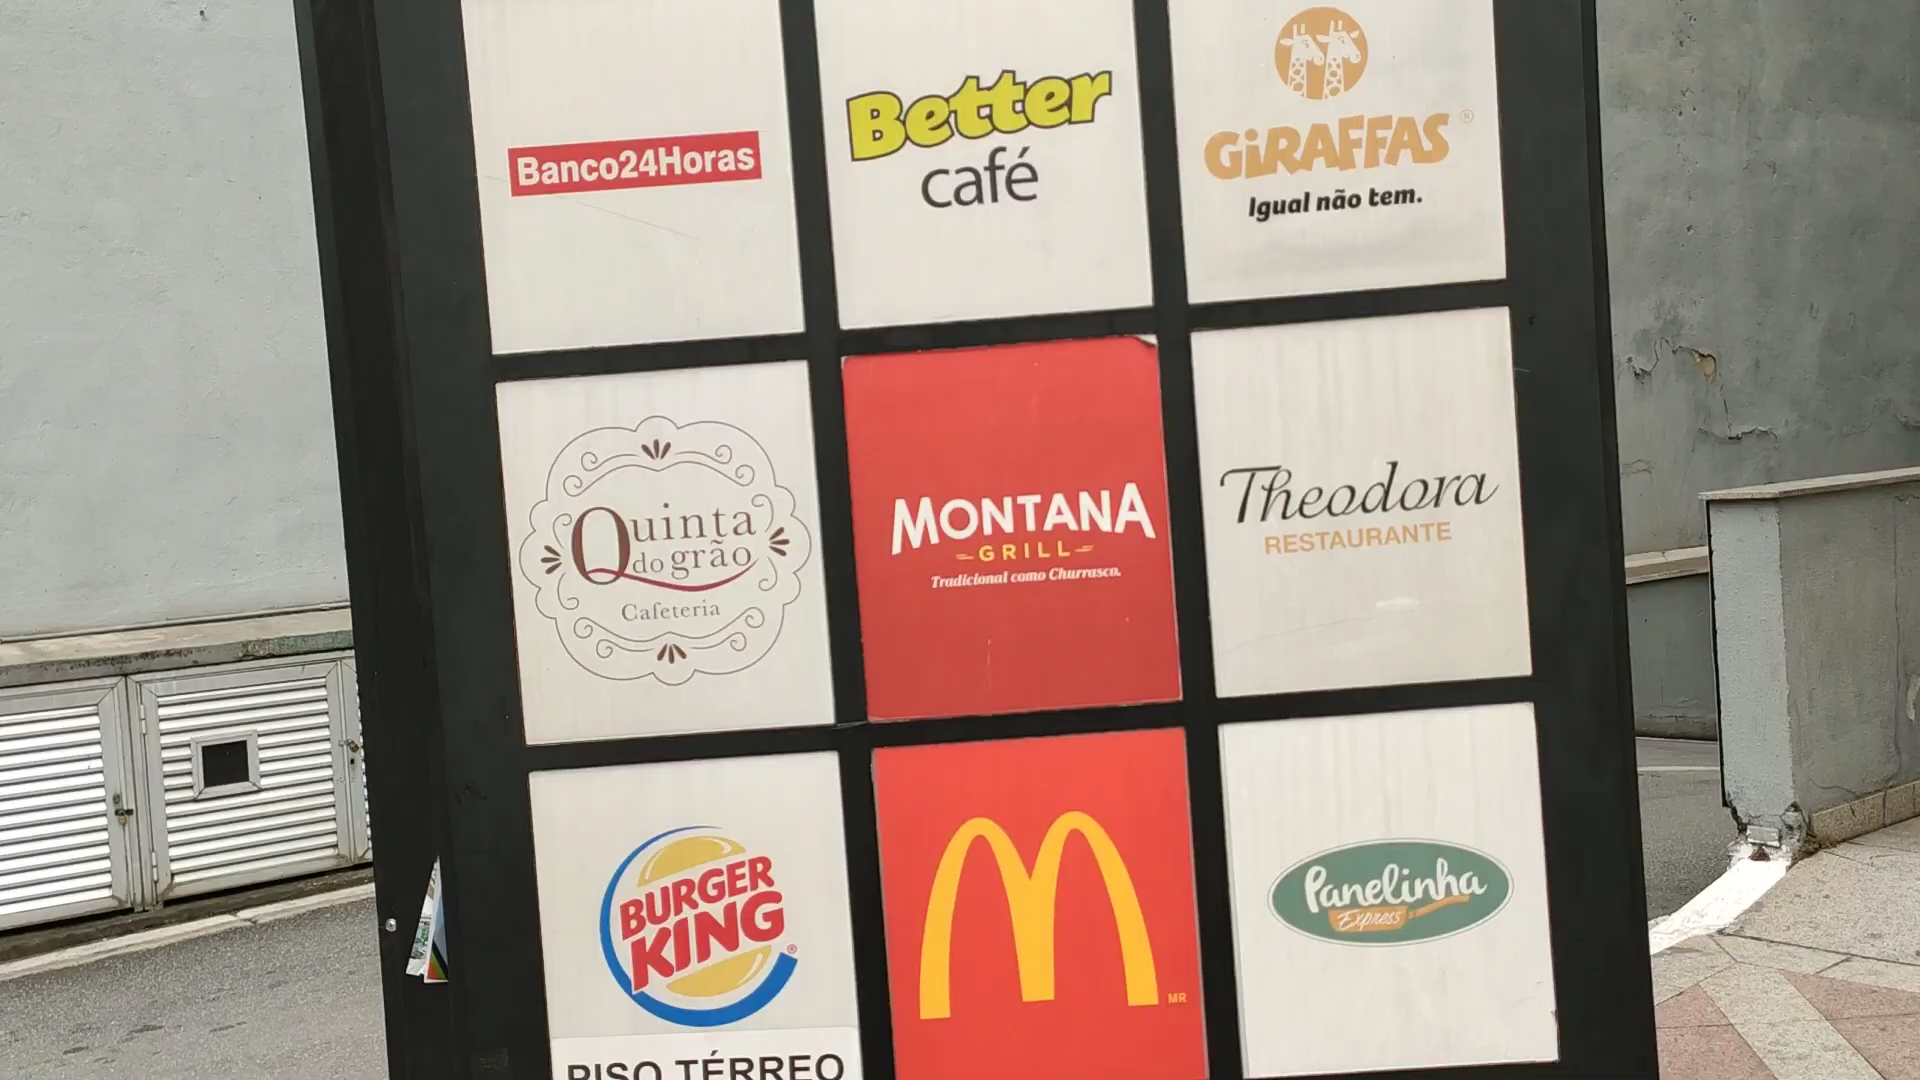 Banco24Horas
Better
café
GiRAFFAS ®
Igual não tem.
Quinta
do grão
Cafeteria
MONTANA
GRILL
Tradicional como Churrasco.
Theodora
RESTAURANTE
BURGER
KING ®
PISO TÉRREO
M
MR
Panelinha
Express